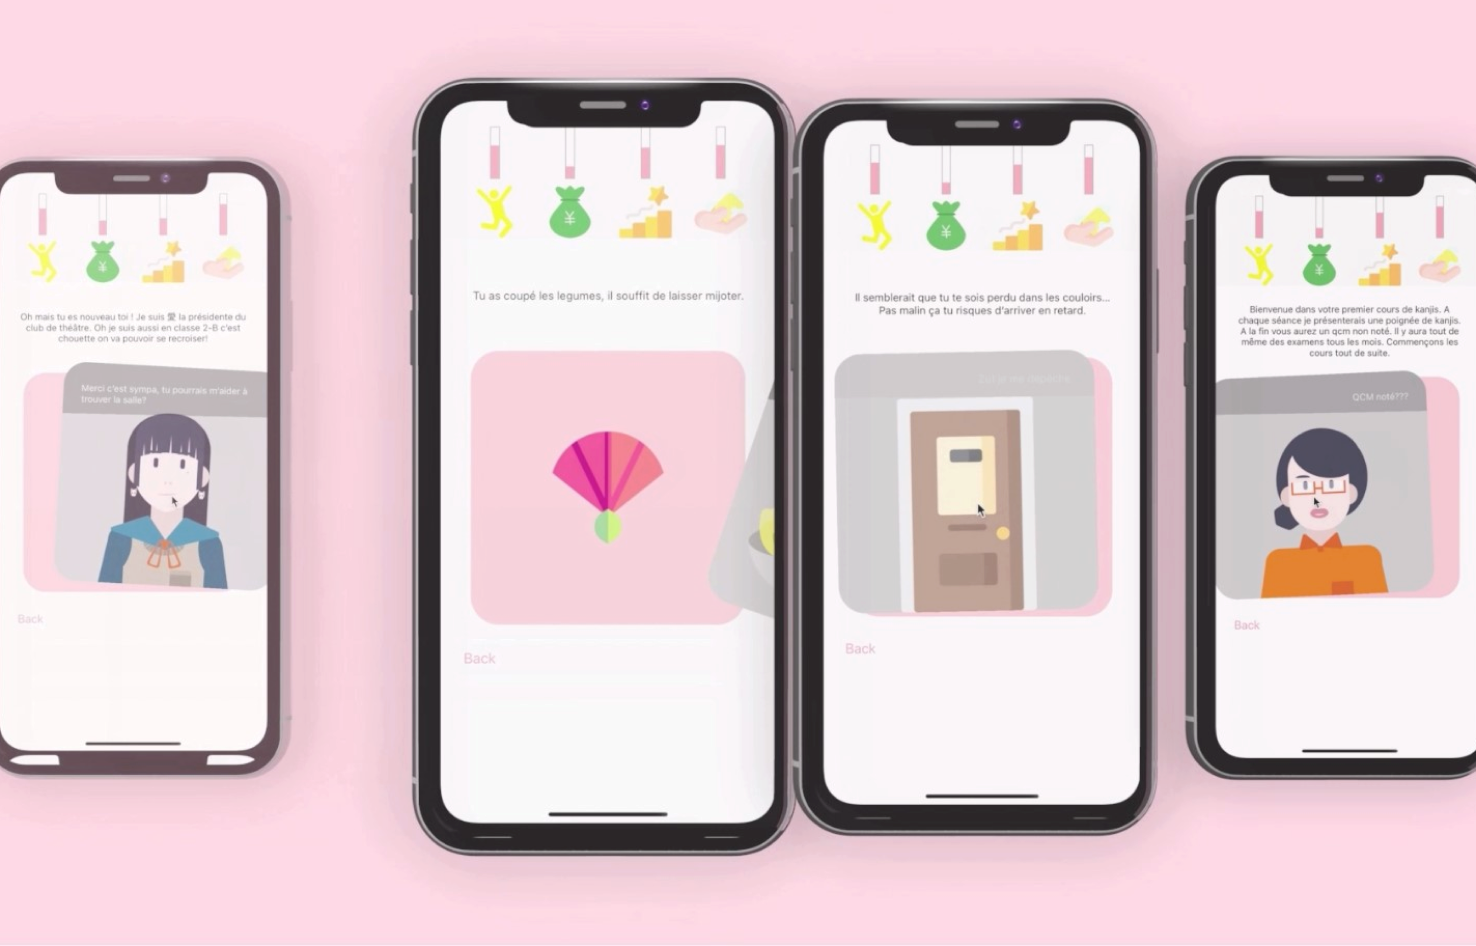 Oh mais tu es nouveau toi ! Je suis 愛 la présidente du
club de théâtre. Oh je suis aussi en classe 2-B c'est
chouette on va pouvoir se recroiser!
Merci c'est sympa, tu pourrais m'aider à
trouver la salle?
Back
¥
Tu as coupé les legumes, il souffit de laisser mijoter.
Back
¥
Il semblerait que tu te sois perdu dans les couloirs...
Pas malin ça tu risques d'arriver en retard.
Back
¥
Bienvenue dans votre premier cours de kanjis. A
chaque séance je présenterais une poignée de kanjis.
A la fin vous aurez un qcm non noté. Il y aura tout de
même des examens tous les mois. Commençons les
cours tout de suite.
QCM noté???
Back
¥